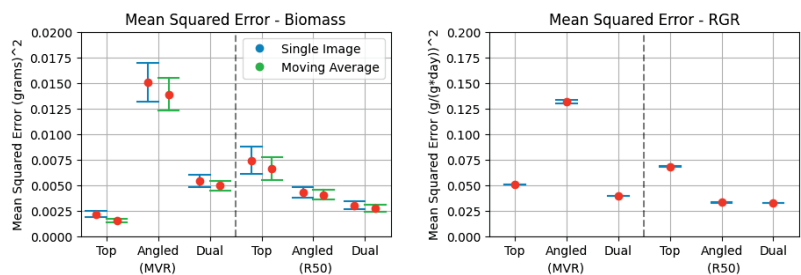 Mean Squared Error - Biomass
Mean Squared Error (grams)^2
0.0200
0.0175
0.0150
0.0125
0.0100
0.0075
0.0050
0.0025
0.0000
Single Image
Moving Average
Top Angled Dual Top Angled Dual
(MVR) (R50)
Mean Squared Error - RGR
Mean Squared Error (g/(g*day))^2
0.200
0.175
0.150
0.125
0.100
0.075
0.050
0.025
0.000
Top Angled Dual Top Angled Dual
(MVR) (R50)